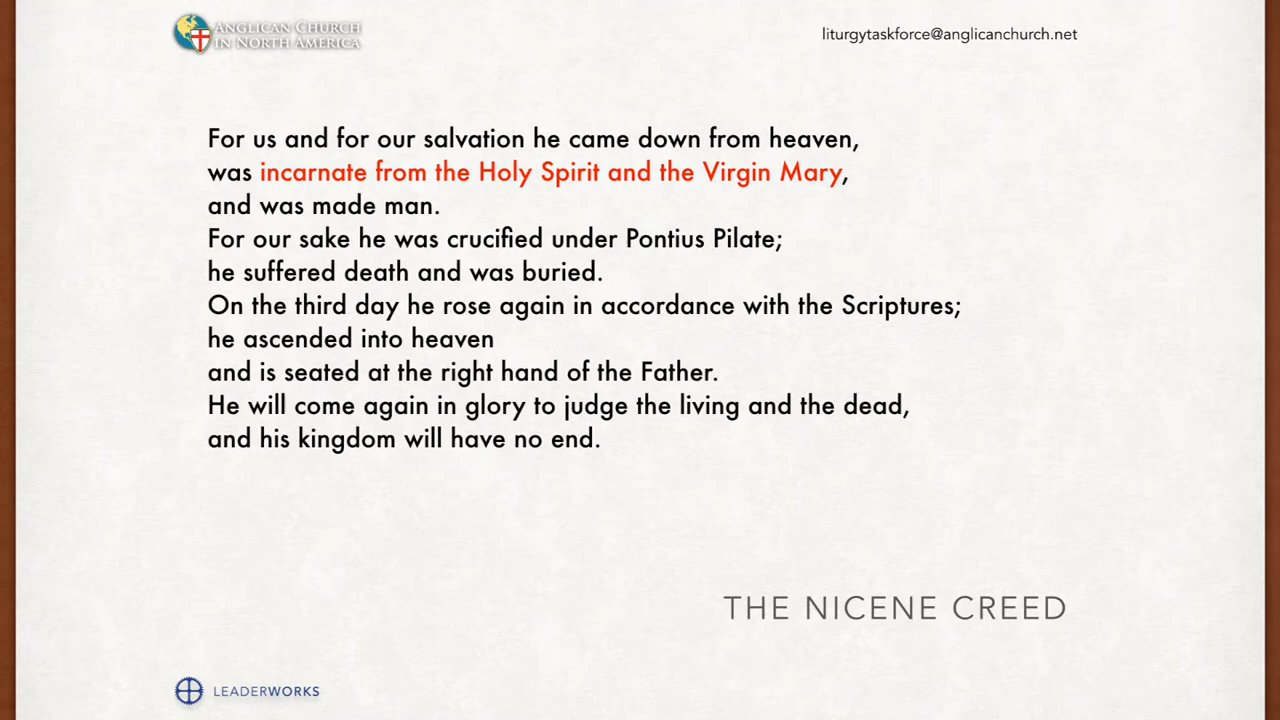 ANGLICAN CHURCH
IN NORTH AMERICA
liturgytaskforce@anglicanchurch.net
For us and for our salvation he came down from heaven,
was incarnate from the Holy Spirit and the Virgin Mary,
and was made man.
For our sake he was crucified under Pontius Pilate;
he suffered death and was buried.
On the third day he rose again in accordance with the Scriptures;
he ascended into heaven
and is seated at the right hand of the Father.
He will come again in glory to judge the living and the dead,
and his kingdom will have no end.
THE NICENE CREED
LEADERWORKS